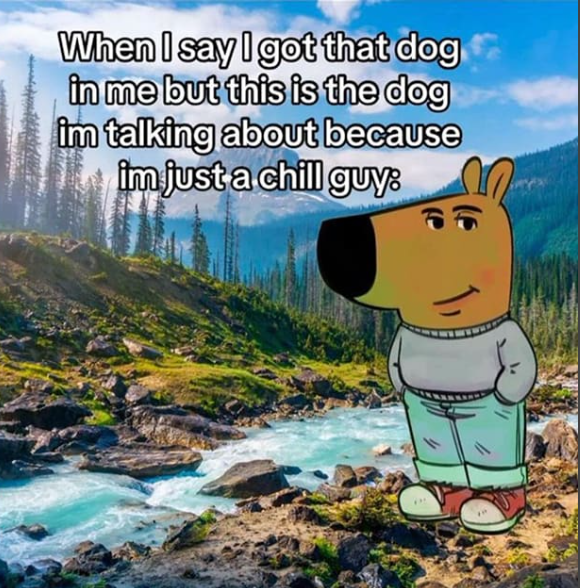 When I say I got that dog
in me but this is the dog
im talking about because
im just a chill guy: